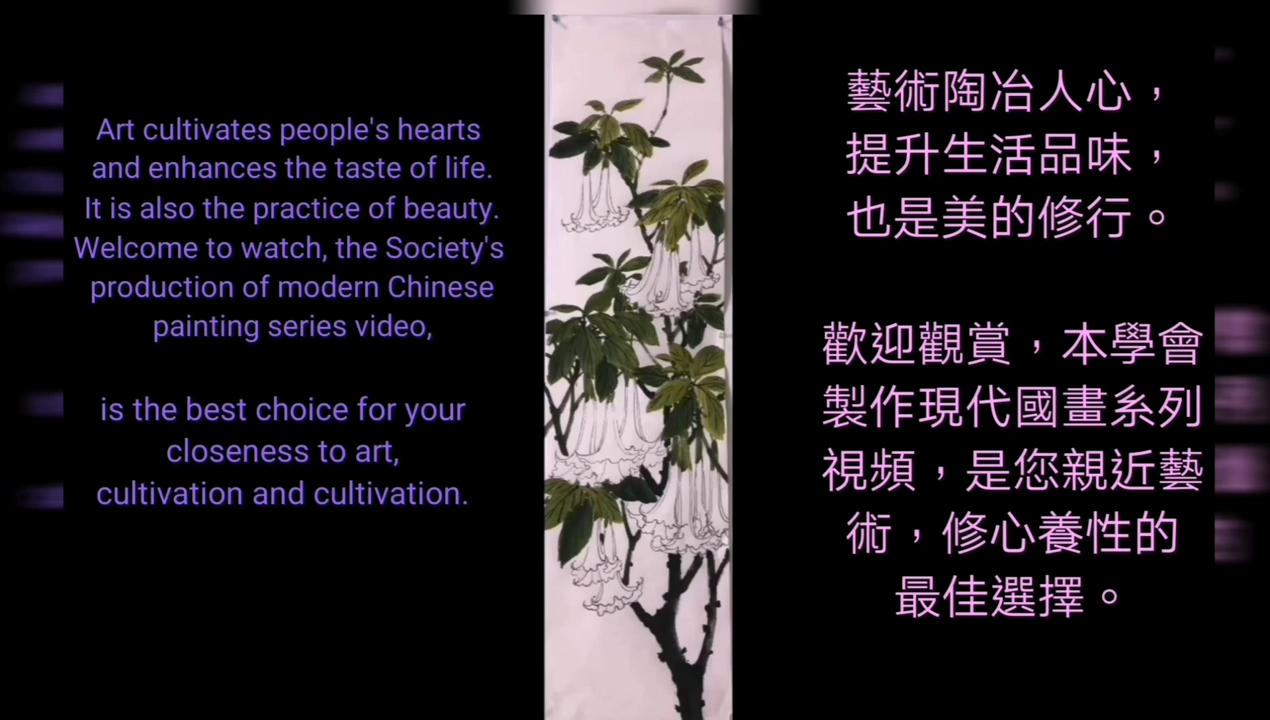 Art cultivates people's hearts
and enhances the taste of life.
It is also the practice of beauty.
Welcome to watch, the Society's
production of modern Chinese
painting series video,
is the best choice for your
closeness to art,
cultivation and cultivation.
藝術陶冶人心，
提升生活品味，
也是美的修行。
歡迎觀賞，本學會
製作現代國畫系列
視頻，是您親近藝
術，修心養性的
最佳選擇。